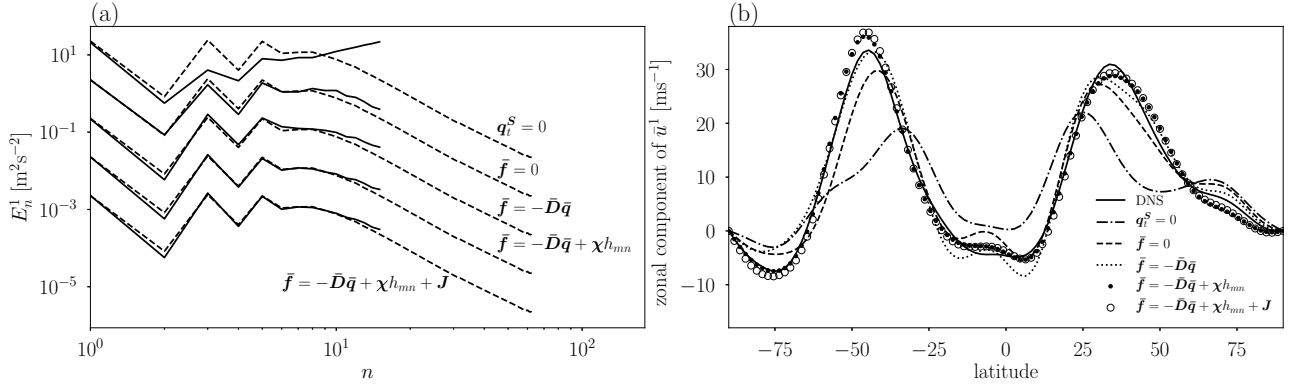 (a)
E_n^1 [m^2s^-2]
10^1
10^-1
10^-3
10^-5
q_t^S = 0
f̄ = 0
f̄ = −D̄q̄
f̄ = −D̄q̄ + χh_mn
f̄ = −D̄q̄ + χh_mn + J
10^0
10^1
10^2
n
(b)
zonal component of ū^1 [ms^−1]
30
20
10
0
−10
DNS
q_t^S = 0
f̄ = 0
f̄ = −D̄q̄
f̄ = −D̄q̄ + χh_mn
f̄ = −D̄q̄ + χh_mn + J
−75
−50
−25
0
25
50
75
latitude